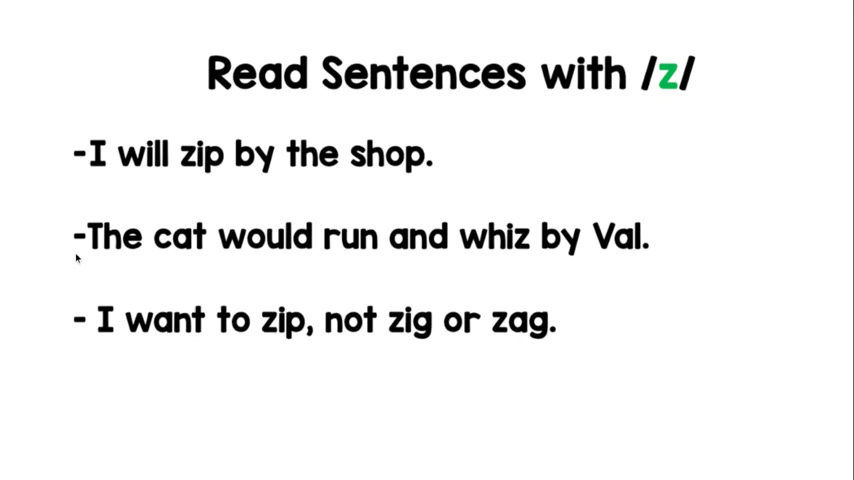 Read Sentences with /z/
-I will zip by the shop.
-The cat would run and whiz by Val.
- I want to zip, not zig or zag.